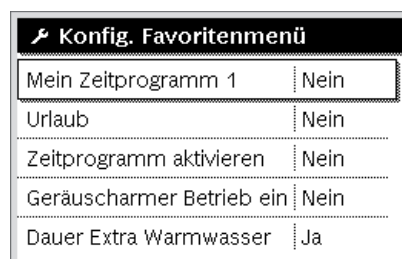 Konfig. Favoritenmenü
Mein Zeitprogramm 1 Nein
Urlaub Nein
Zeitprogramm aktivieren Nein
Geräuscharmer Betrieb ein Nein
Dauer Extra Warmwasser Ja